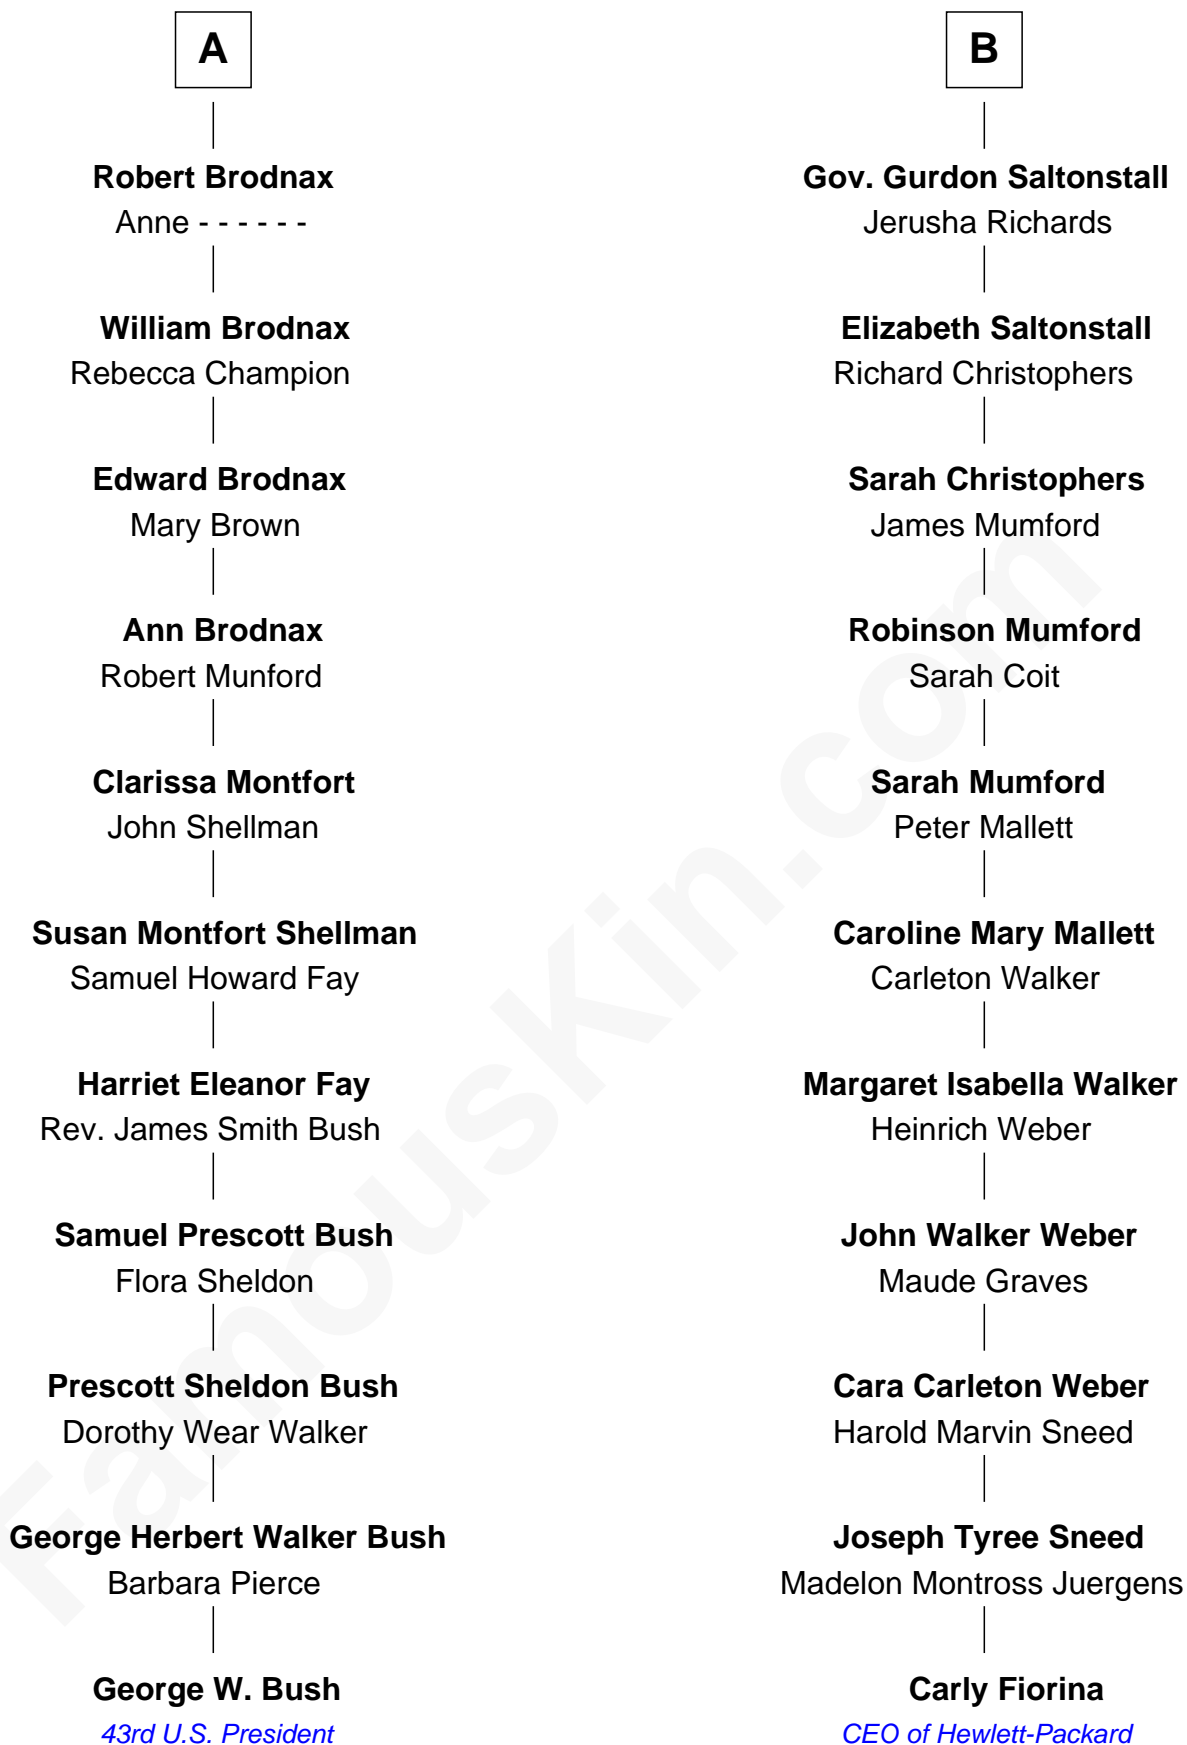 A
Robert Brodnax
Anne - - - - - -
William Brodnax
Rebecca Champion
Edward Brodnax
Mary Brown
Ann Brodnax
Robert Munford
Clarissa Montfort
John Shellman
Susan Montfort Shellman
Samuel Howard Fay
Harriet Eleanor Fay
Rev. James Smith Bush
Samuel Prescott Bush
Flora Sheldon
Prescott Sheldon Bush
Dorothy Wear Walker
George Herbert Walker Bush
Barbara Pierce
George W. Bush
43rd U.S. President
B
Gov. Gurdon Saltonstall
Jerusha Richards
Elizabeth Saltonstall
Richard Christophers
Sarah Christophers
James Mumford
Robinson Mumford
Sarah Coit
Sarah Mumford
Peter Mallett
Caroline Mary Mallett
Carleton Walker
Margaret Isabella Walker
Heinrich Weber
John Walker Weber
Maude Graves
Cara Carleton Weber
Harold Marvin Sneed
Joseph Tyree Sneed
Madelon Montross Juergens
Carly Fiorina
CEO of Hewlett-Packard
FamousKin.com